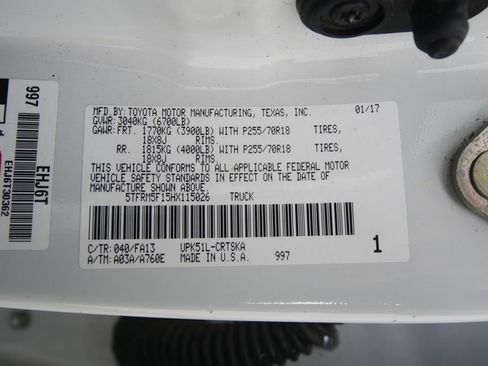 MFD.BY: TOYOTA MOTOR MANUFACTURING, TEXAS, INC. 01/17
GVWR: 3040KG (6700LB)
GAWR: FRT. 1770KG (3900LB) WITH P255/70R18 TIRES,
18X8J RIMS.
RR. 1815KG (4000LB) WITH P255/70R18 TIRES,
18X8J RIMS.
THIS VEHICLE CONFORMS TO ALL APPLICABLE FEDERAL MOTOR
VEHICLE SAFETY STANDARDS IN EFFECT ON THE DATE OF
MANUFACTURE SHOWN ABOVE.
5TFRM5F15HX115026 TRUCK
C/TR: 040/FA13 UPK51L-CRTSKA
A/TM: A03A/A760E MADE IN U.S.A. 997 1
997
EHJ6T
EHJ6T90362